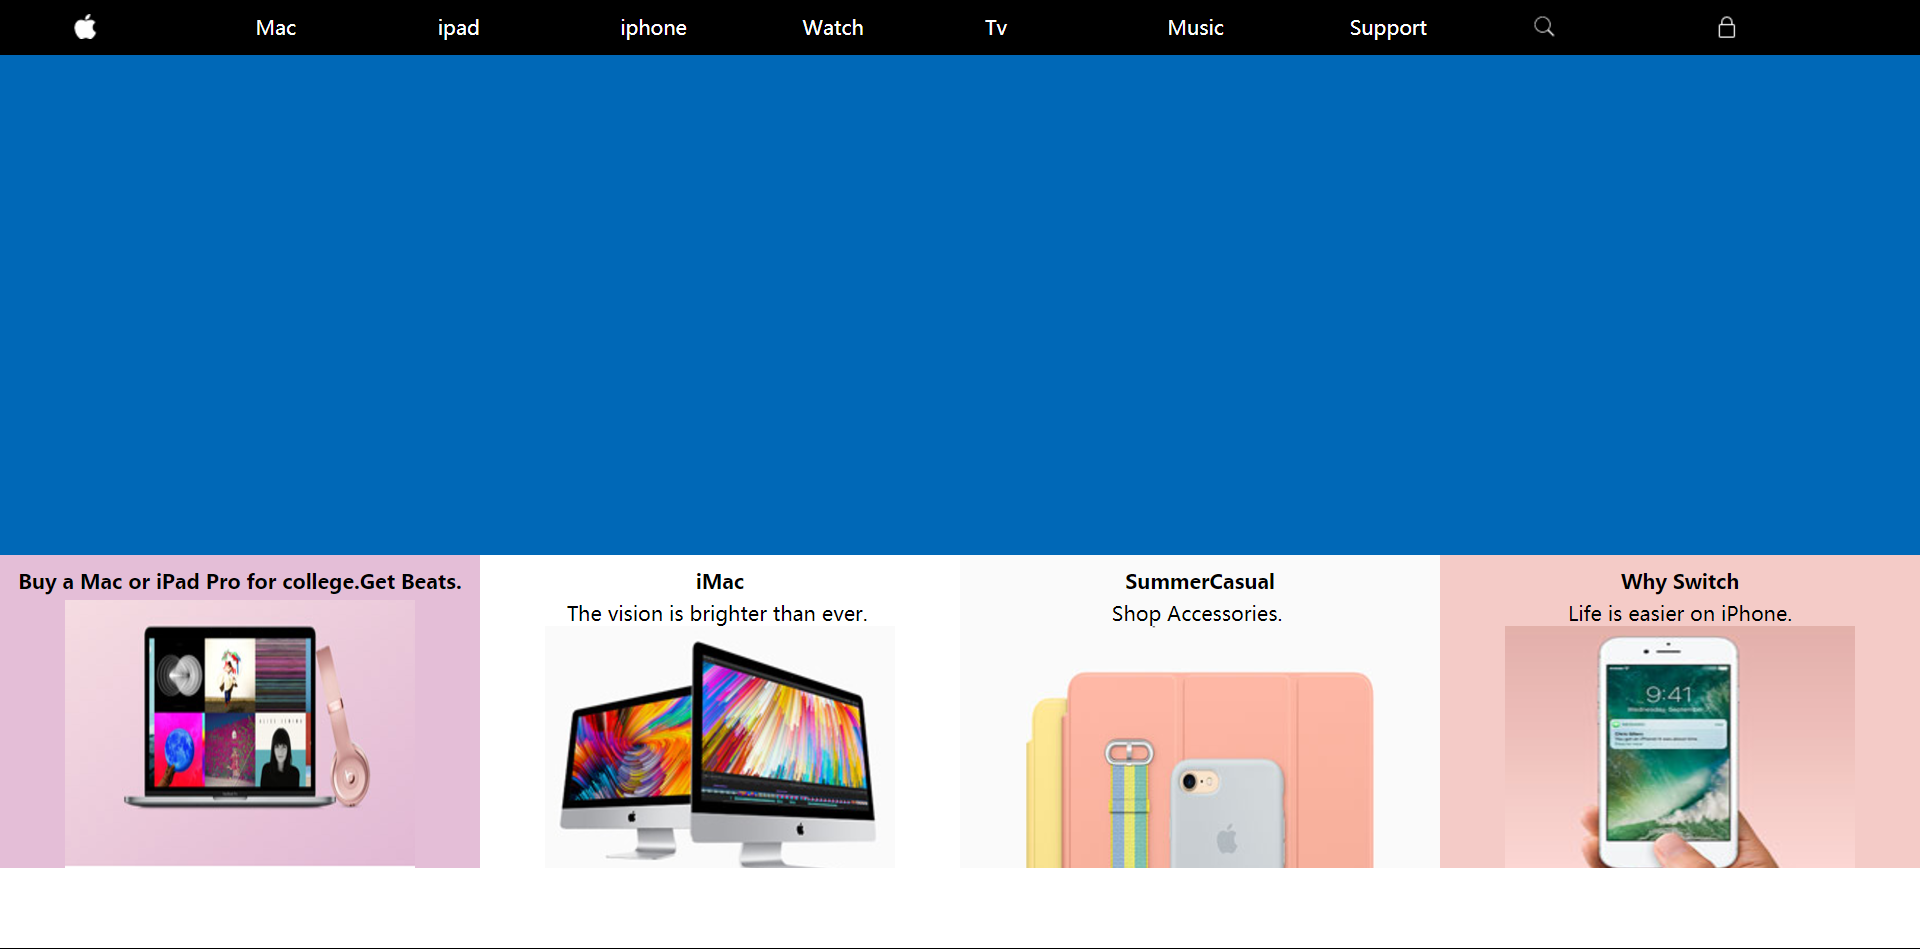 Mac ipad iphone Watch Tv Music Support
Buy a Mac or iPad Pro for college.Get Beats.
iMac
The vision is brighter than ever.
SummerCasual
Shop Accessories.
Why Switch
Life is easier on iPhone.
9:41